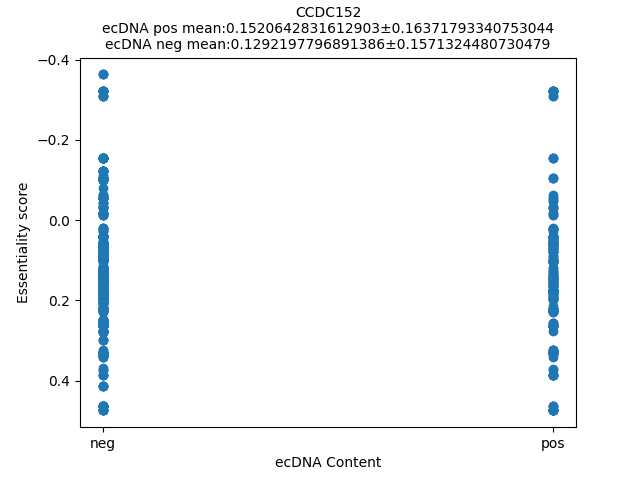 CCDC152
ecDNA pos mean:0.1520642831612903±0.16371793340753044
ecDNA neg mean:0.1292197796891386±0.1571324480730479
−0.4
−0.2
0.0
0.2
0.4
Essentiality score
neg
pos
ecDNA Content